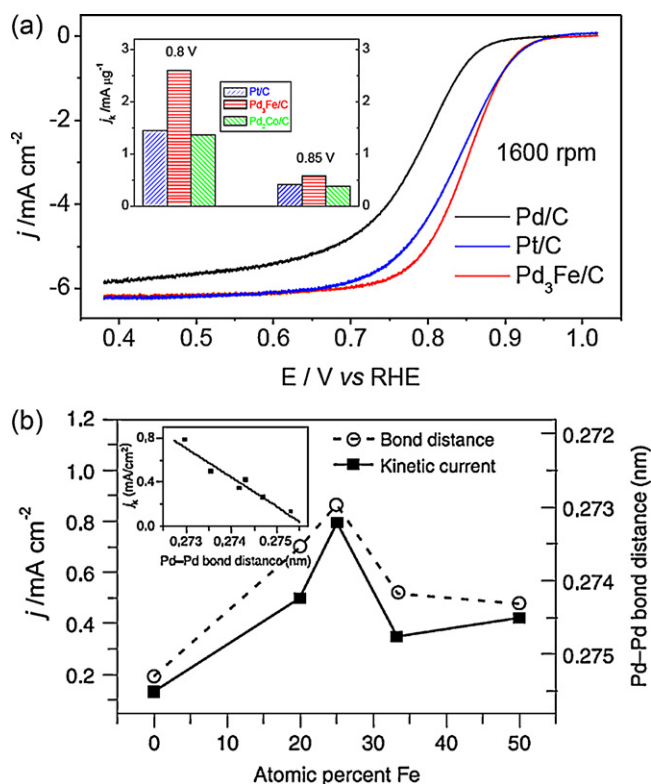 (a)
0.8 V
0.85 V
jk /mA μg-1
3
2
1
0
3
2
1
0
Pt/C
Pd3Fe/C
Pd2Co/C
1600 rpm
Pd/C
Pt/C
Pd3Fe/C
j /mA cm-2
0
-2
-4
-6
0.4 0.5 0.6 0.7 0.8 0.9 1.0
E / V vs RHE
(b)
j /mA cm-2
1.2
1.0
0.8
0.6
0.4
0.2
jk (mA/cm2)
0,8
0.4
0.0
0,273 0,274 0,275
Pd–Pd bond distance (nm)
Bond distance
Kinetic current
0.272
0.273
0.274
0.275
Pd–Pd bond distance (nm)
0 10 20 30 40 50
Atomic percent Fe